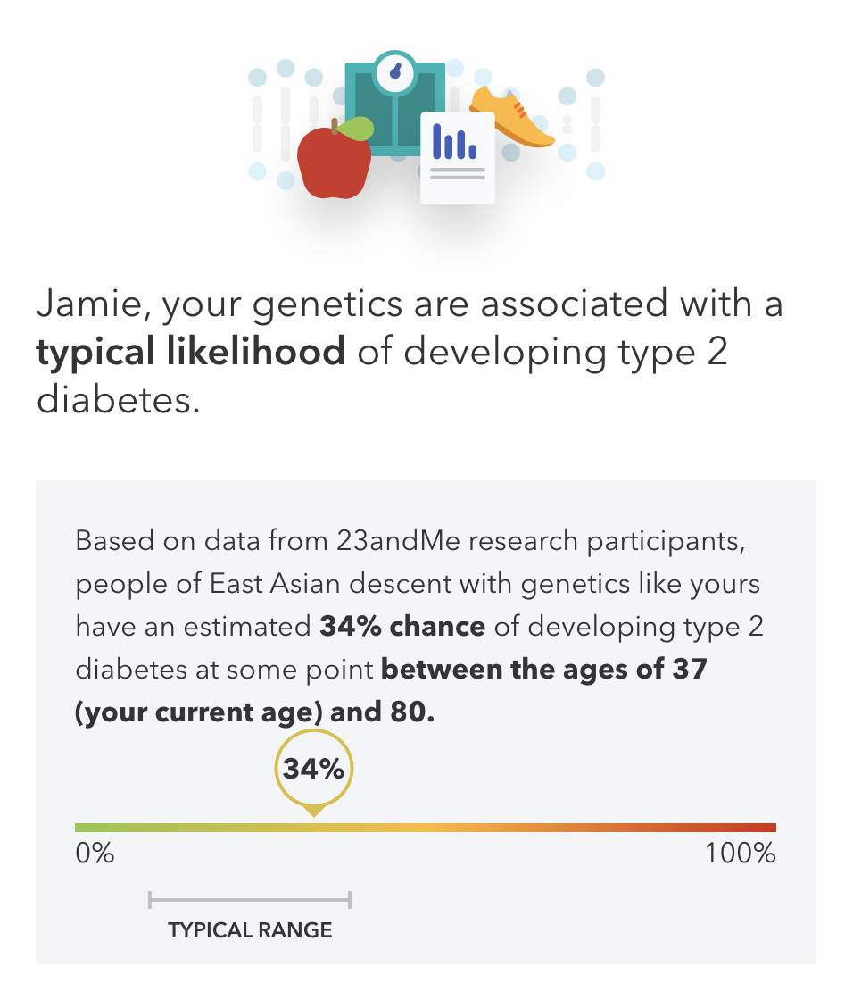 Jamie, your genetics are associated with a
typical likelihood of developing type 2
diabetes.
Based on data from 23andMe research participants,
people of East Asian descent with genetics like yours
have an estimated 34% chance of developing type 2
diabetes at some point between the ages of 37
(your current age) and 80.
34%
0%
100%
TYPICAL RANGE